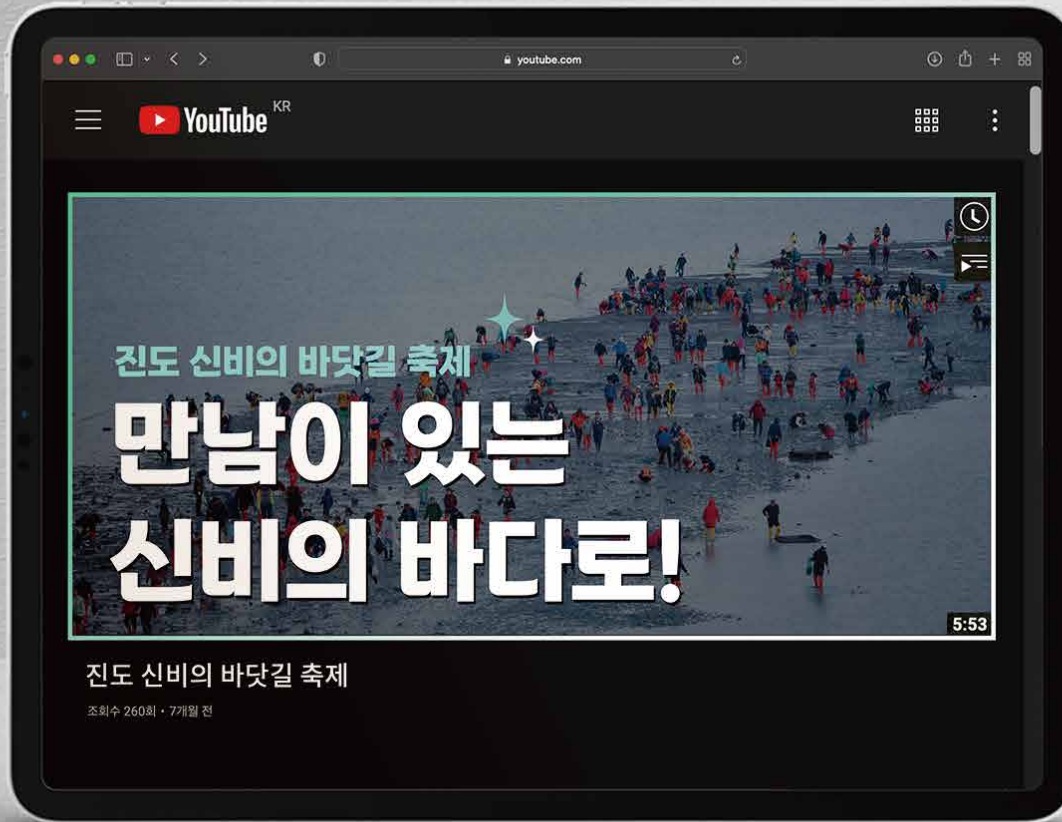 youtube.com
YouTube KR
진도 신비의 바닷길 축제
만남이 있는
신비의 바다로!
5:53
진도 신비의 바닷길 축제
조회수 260회 • 7개월 전